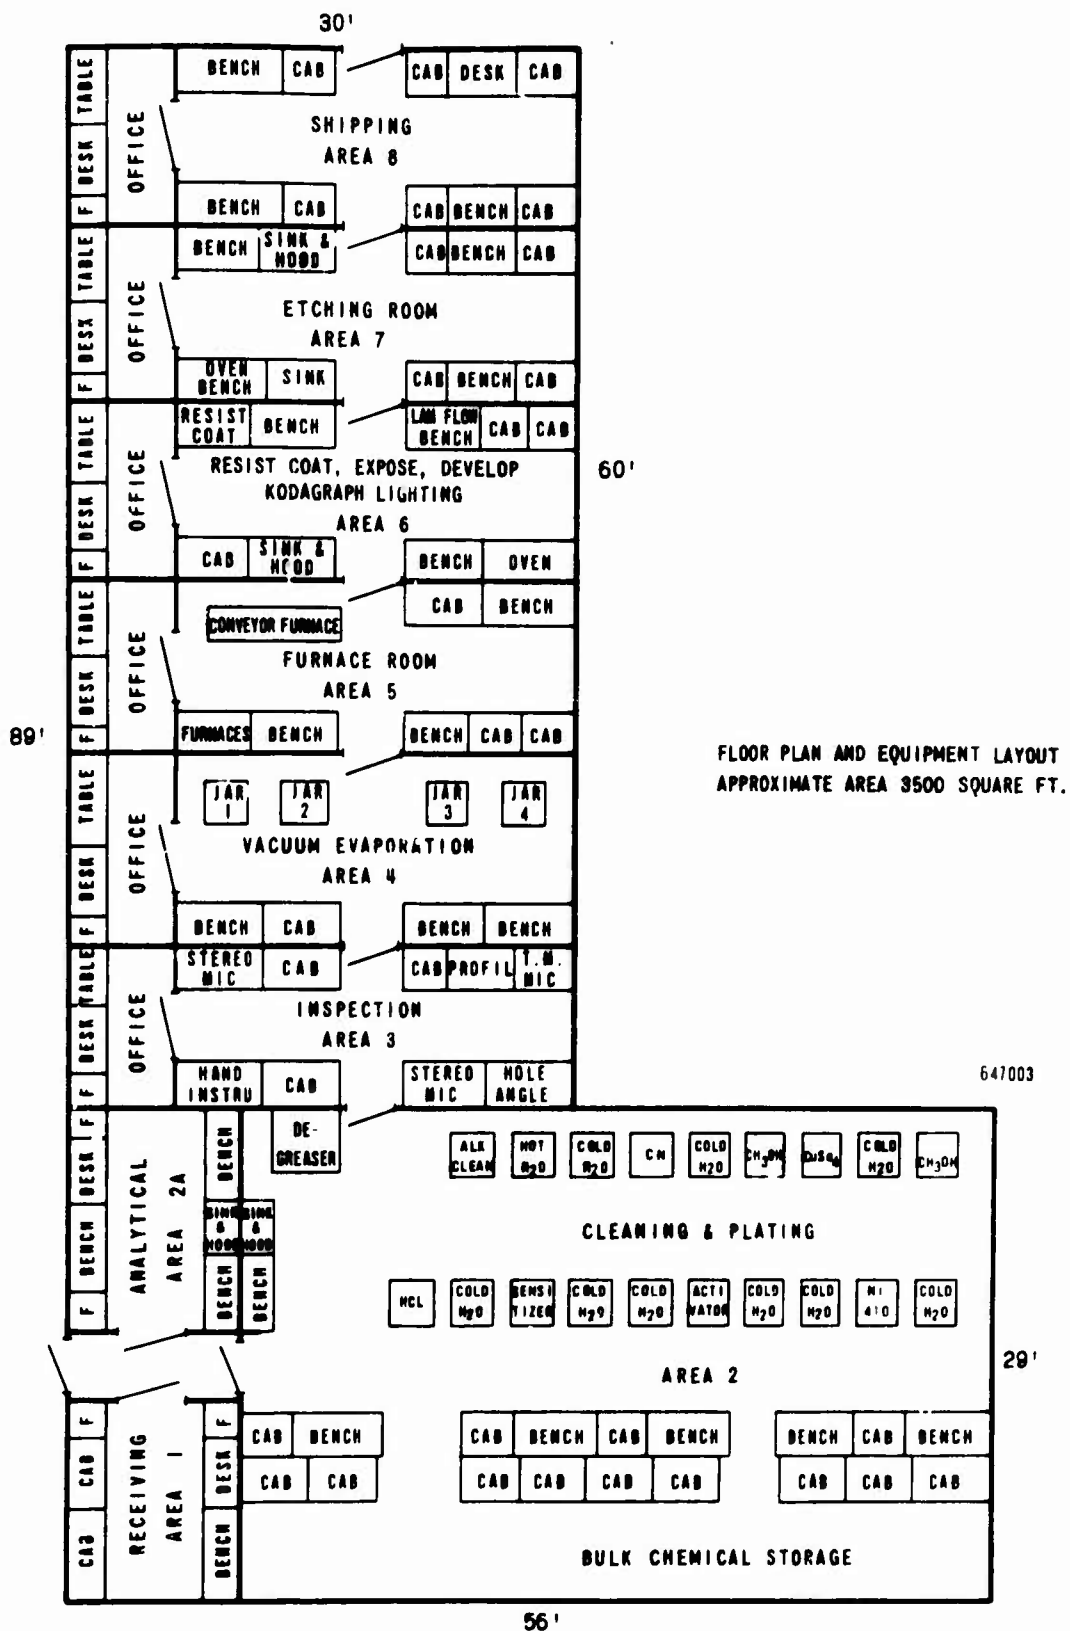 30'
TABLE
DESK
F
OFFICE
BENCH
CAB
CAB
DESK
CAB
SHIPPING
AREA 8
BENCH
CAB
CAB
BENCH
CAB
TABLE
DESK
F
OFFICE
BENCH
SINK &
HOOD
CAB
BENCH
CAB
ETCHING ROOM
AREA 7
OVEN
BENCH
SINK
CAB
BENCH
CAB
TABLE
DESK
F
OFFICE
RESIST
COAT
BENCH
LAM FLOW
BENCH
CAB
CAB
RESIST COAT, EXPOSE, DEVELOP
KODAGRAPH LIGHTING
AREA 6
60'
CAB
SINK &
HOOD
BENCH
OVEN
TABLE
DESK
F
OFFICE
CONVEYOR FURNACE
CAB
BENCH
FURNACE ROOM
AREA 5
FURNACES
BENCH
BENCH
CAB
CAB
89'
FLOOR PLAN AND EQUIPMENT LAYOUT
APPROXIMATE AREA 3500 SQUARE FT.
TABLE
DESK
F
OFFICE
JAR
1
JAR
2
JAR
3
JAR
4
VACUUM EVAPORATION
AREA 4
BENCH
CAB
BENCH
BENCH
TABLE
DESK
F
OFFICE
STEREO
MIC
CAB
CAB
PROFIL
T.M.
MIC
INSPECTION
AREA 3
HAND
INSTRU
CAB
STEREO
MIC
HOLE
ANGLE
647003
F
DESK
BENCH
F
ANALYTICAL
AREA 2A
BENCH
SINK
&
HOOD
BENCH
SINK
&
HOOD
BENCH
DE-
GREASER
ALK
CLEAN
HOT
H2O
COLD
H2O
CN
COLD
H2O
CH3OH
CuSO4
COLD
H2O
CH3OH
CLEANING & PLATING
HCL
COLD
H2O
SENSI
TIZER
COLD
H2O
COLD
H2O
ACTI
VATOR
COLD
H2O
COLD
H2O
NI
410
COLD
H2O
29'
AREA 2
F
CAB
CAB
RECEIVING
AREA 1
F
DESK
BENCH
CAB
BENCH
CAB
BENCH
CAB
BENCH
BENCH
CAB
BENCH
CAB
CAB
CAB
CAB
CAB
CAB
CAB
CAB
CAB
BULK CHEMICAL STORAGE
56'